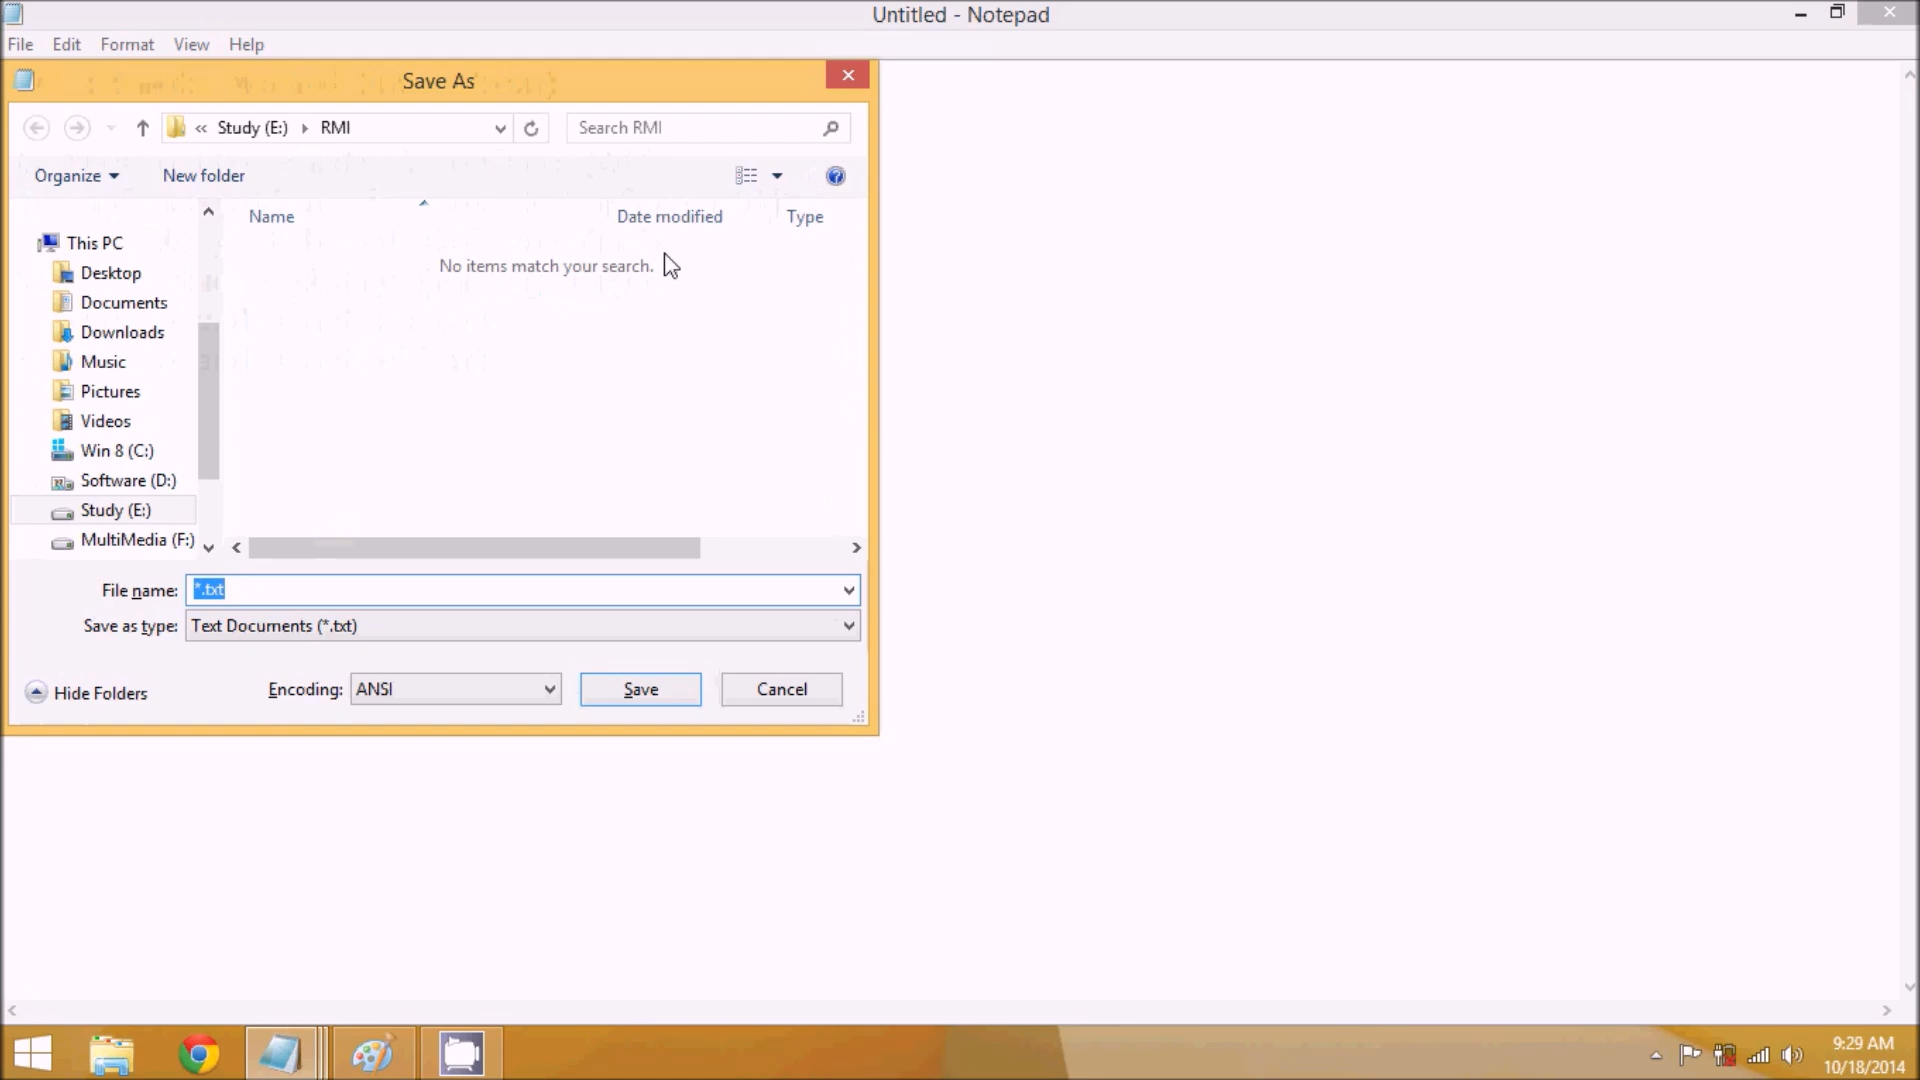 Untitled - Notepad
File Edit Format View Help
Save As
« Study (E:) RMI
Search RMI
Organize New folder
Name Date modified Type
No items match your search.
This PC
Desktop
Documents
Downloads
Music
Pictures
Videos
Win 8 (C:)
Software (D:)
Study (E:)
MultiMedia (F:)
File name: *.txt
Save as type: Text Documents (*.txt)
Hide Folders Encoding: ANSI Save Cancel
9:29 AM
10/18/2014